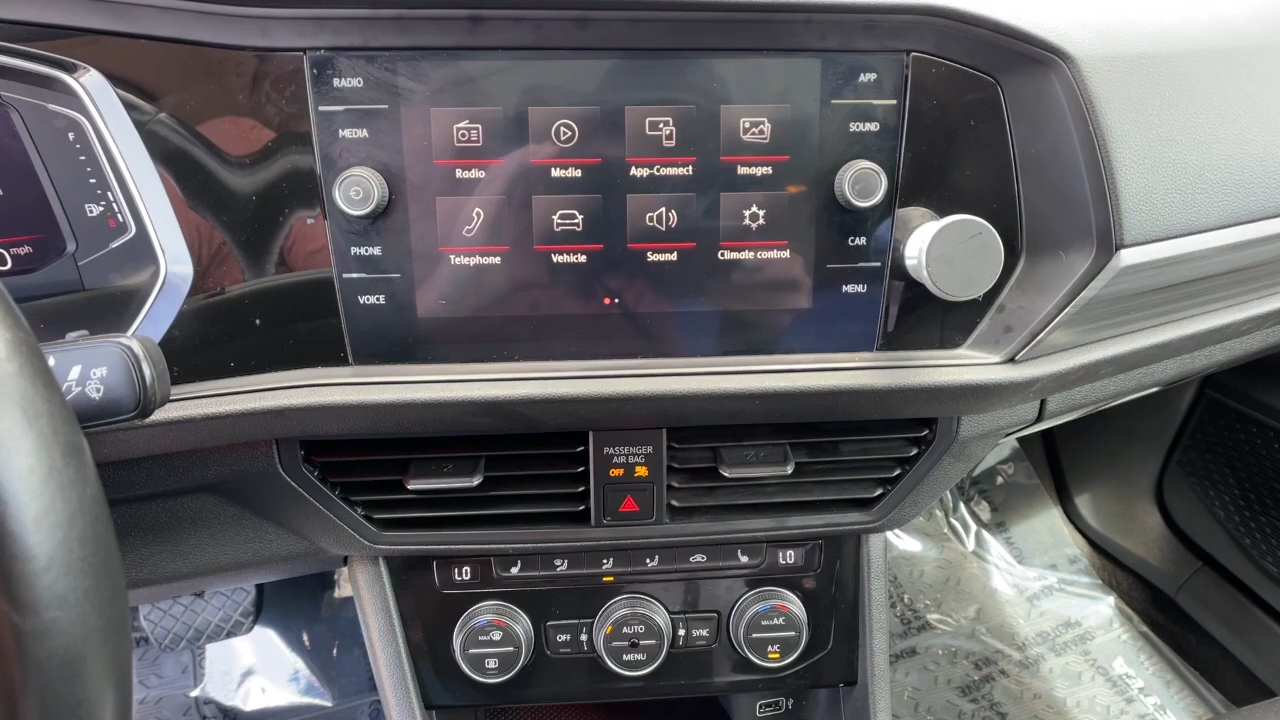 F
R
0 mph
OFF
RADIO
MEDIA
PHONE
VOICE
Radio
Media
App-Connect
Images
Telephone
Vehicle
Sound
Climate control
APP
SOUND
CAR
MENU
PASSENGER
AIR BAG
OFF
LO
LO
MAX
OFF
AUTO
MENU
SYNC
MAX A/C
A/C